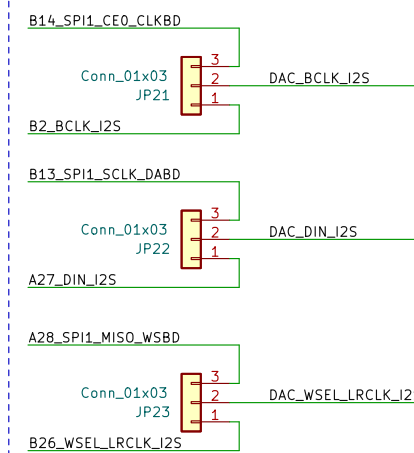 B14_SPI1_CE0_CLKBD
3
Conn_01x03
2
DAC_BCLK_I2S
JP21
1
B2_BCLK_I2S
B13_SPI1_SCLK_DABD
3
Conn_01x03
2
DAC_DIN_I2S
JP22
1
A27_DIN_I2S
A28_SPI1_MISO_WSBD
3
Conn_01x03
2
DAC_WSEL_LRCLK_I2
JP23
1
B26_WSEL_LRCLK_I2S